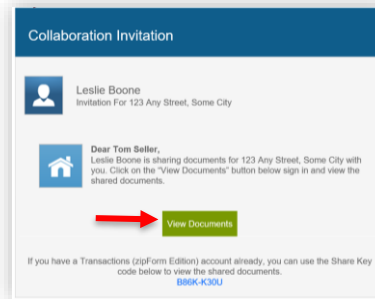 Collaboration Invitation
Leslie Boone
Invitation For 123 Any Street, Some City
Dear Tom Seller,
Leslie Boone is sharing documents for 123 Any Street, Some City with
you. Click on the "View Documents" button below sign in and view the
shared documents.
View Documents
If you have a Transactions (zipForm Edition) account already, you can use the Share Key
code below to view the shared documents.
B86K-K30U